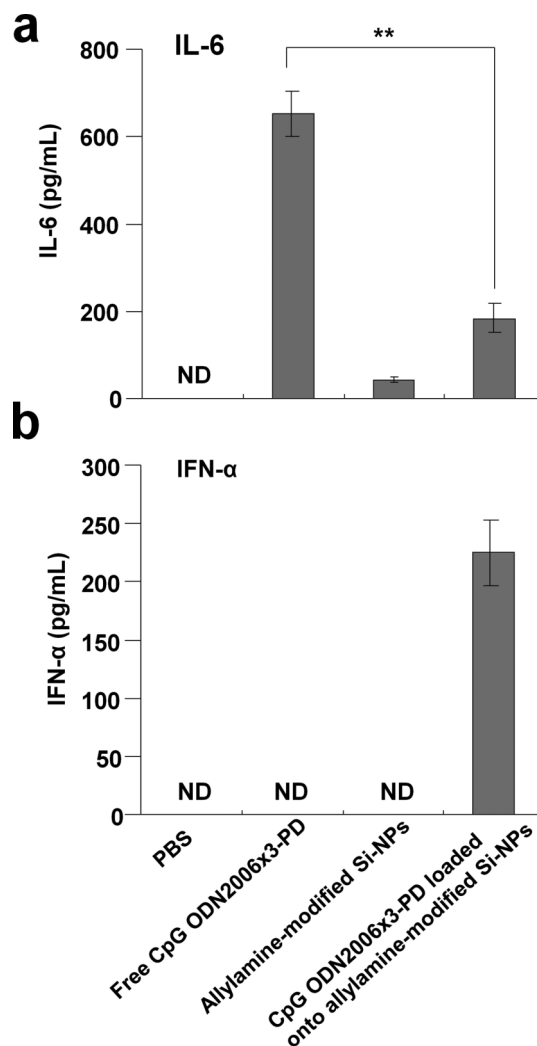 a
IL-6
**
IL-6 (pg/mL)
800
600
400
200
0
ND
b
IFN-α
IFN-α (pg/mL)
300
250
200
150
100
50
0
ND
ND
ND
PBS
Free CpG ODN2006x3-PD
Allylamine-modified Si-NPs
CpG ODN2006x3-PD loaded
onto allylamine-modified Si-NPs